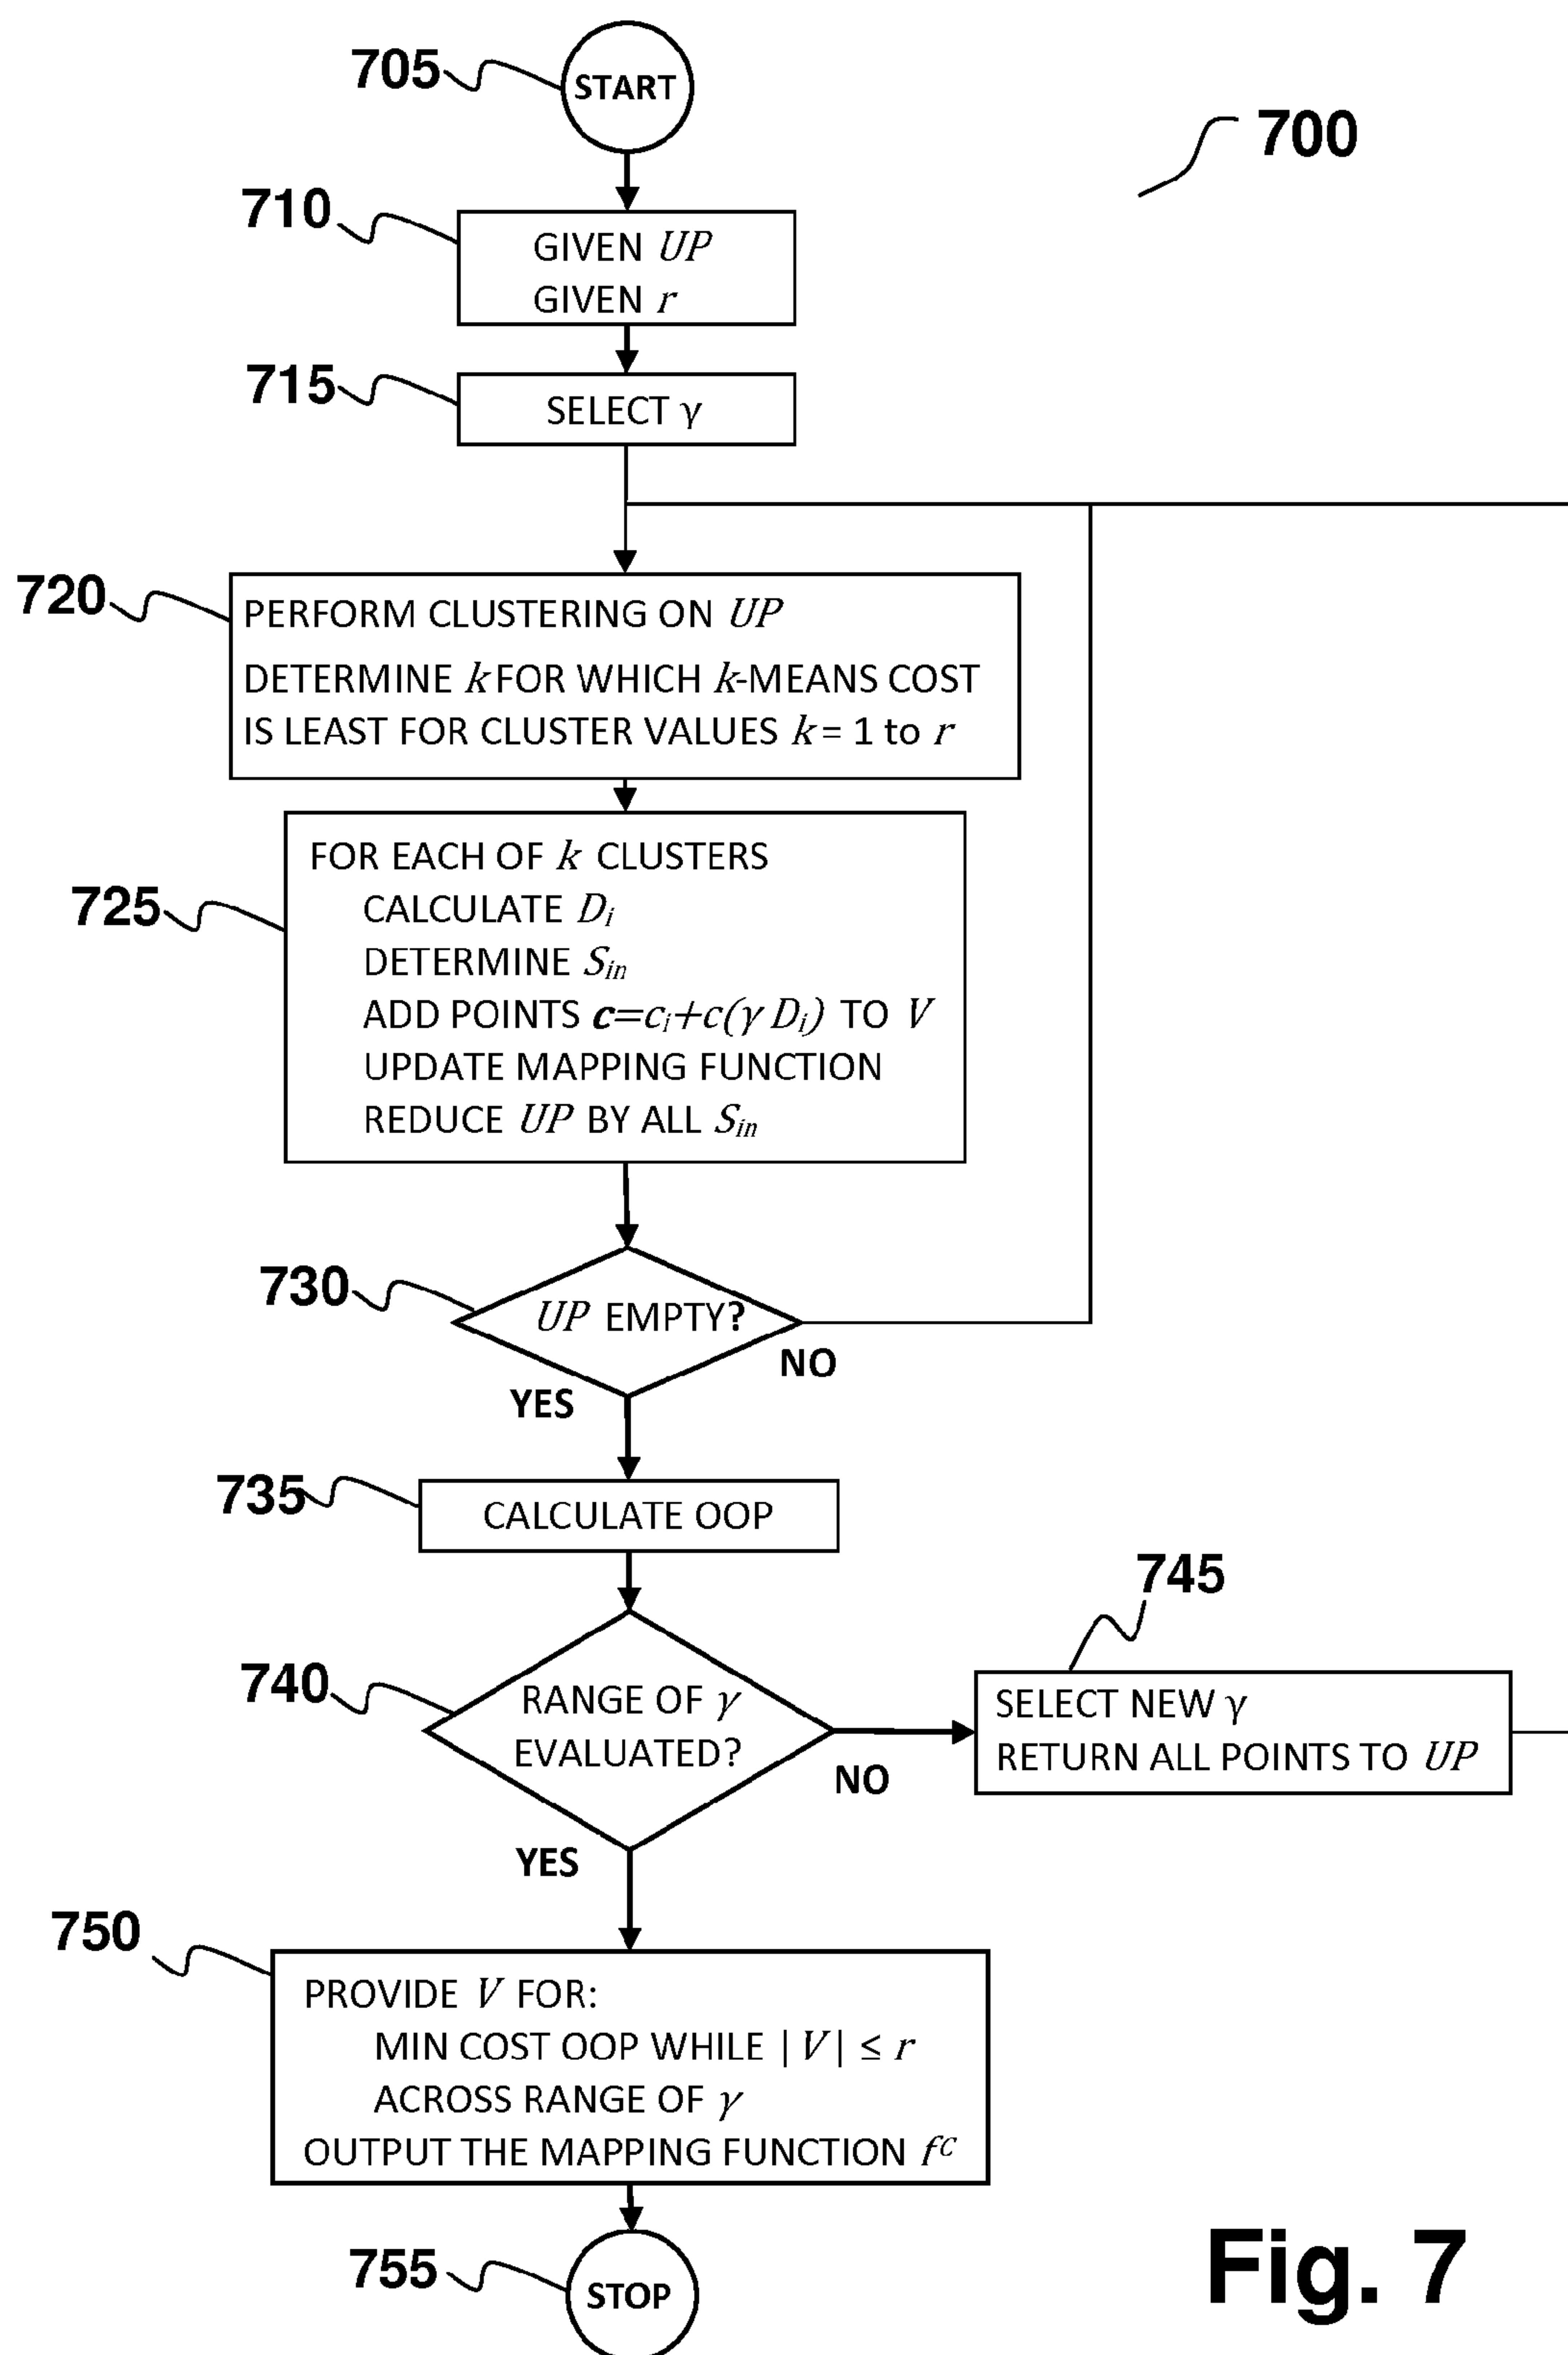 705
START
700
710
GIVEN UP
GIVEN r
715
SELECT γ
720
PERFORM CLUSTERING ON UP
DETERMINE k FOR WHICH k-MEANS COST
IS LEAST FOR CLUSTER VALUES k = 1 to r
725
FOR EACH OF k CLUSTERS
CALCULATE Di
DETERMINE Sin
ADD POINTS c=ci+c(γ Di) TO V
UPDATE MAPPING FUNCTION
REDUCE UP BY ALL Sin
730
UP EMPTY?
NO
YES
735
CALCULATE OOP
745
740
RANGE OF γ
EVALUATED?
NO
SELECT NEW γ
RETURN ALL POINTS TO UP
YES
750
PROVIDE V FOR:
MIN COST OOP WHILE |V| ≤ r
ACROSS RANGE OF γ
OUTPUT THE MAPPING FUNCTION fC
755
STOP
Fig. 7